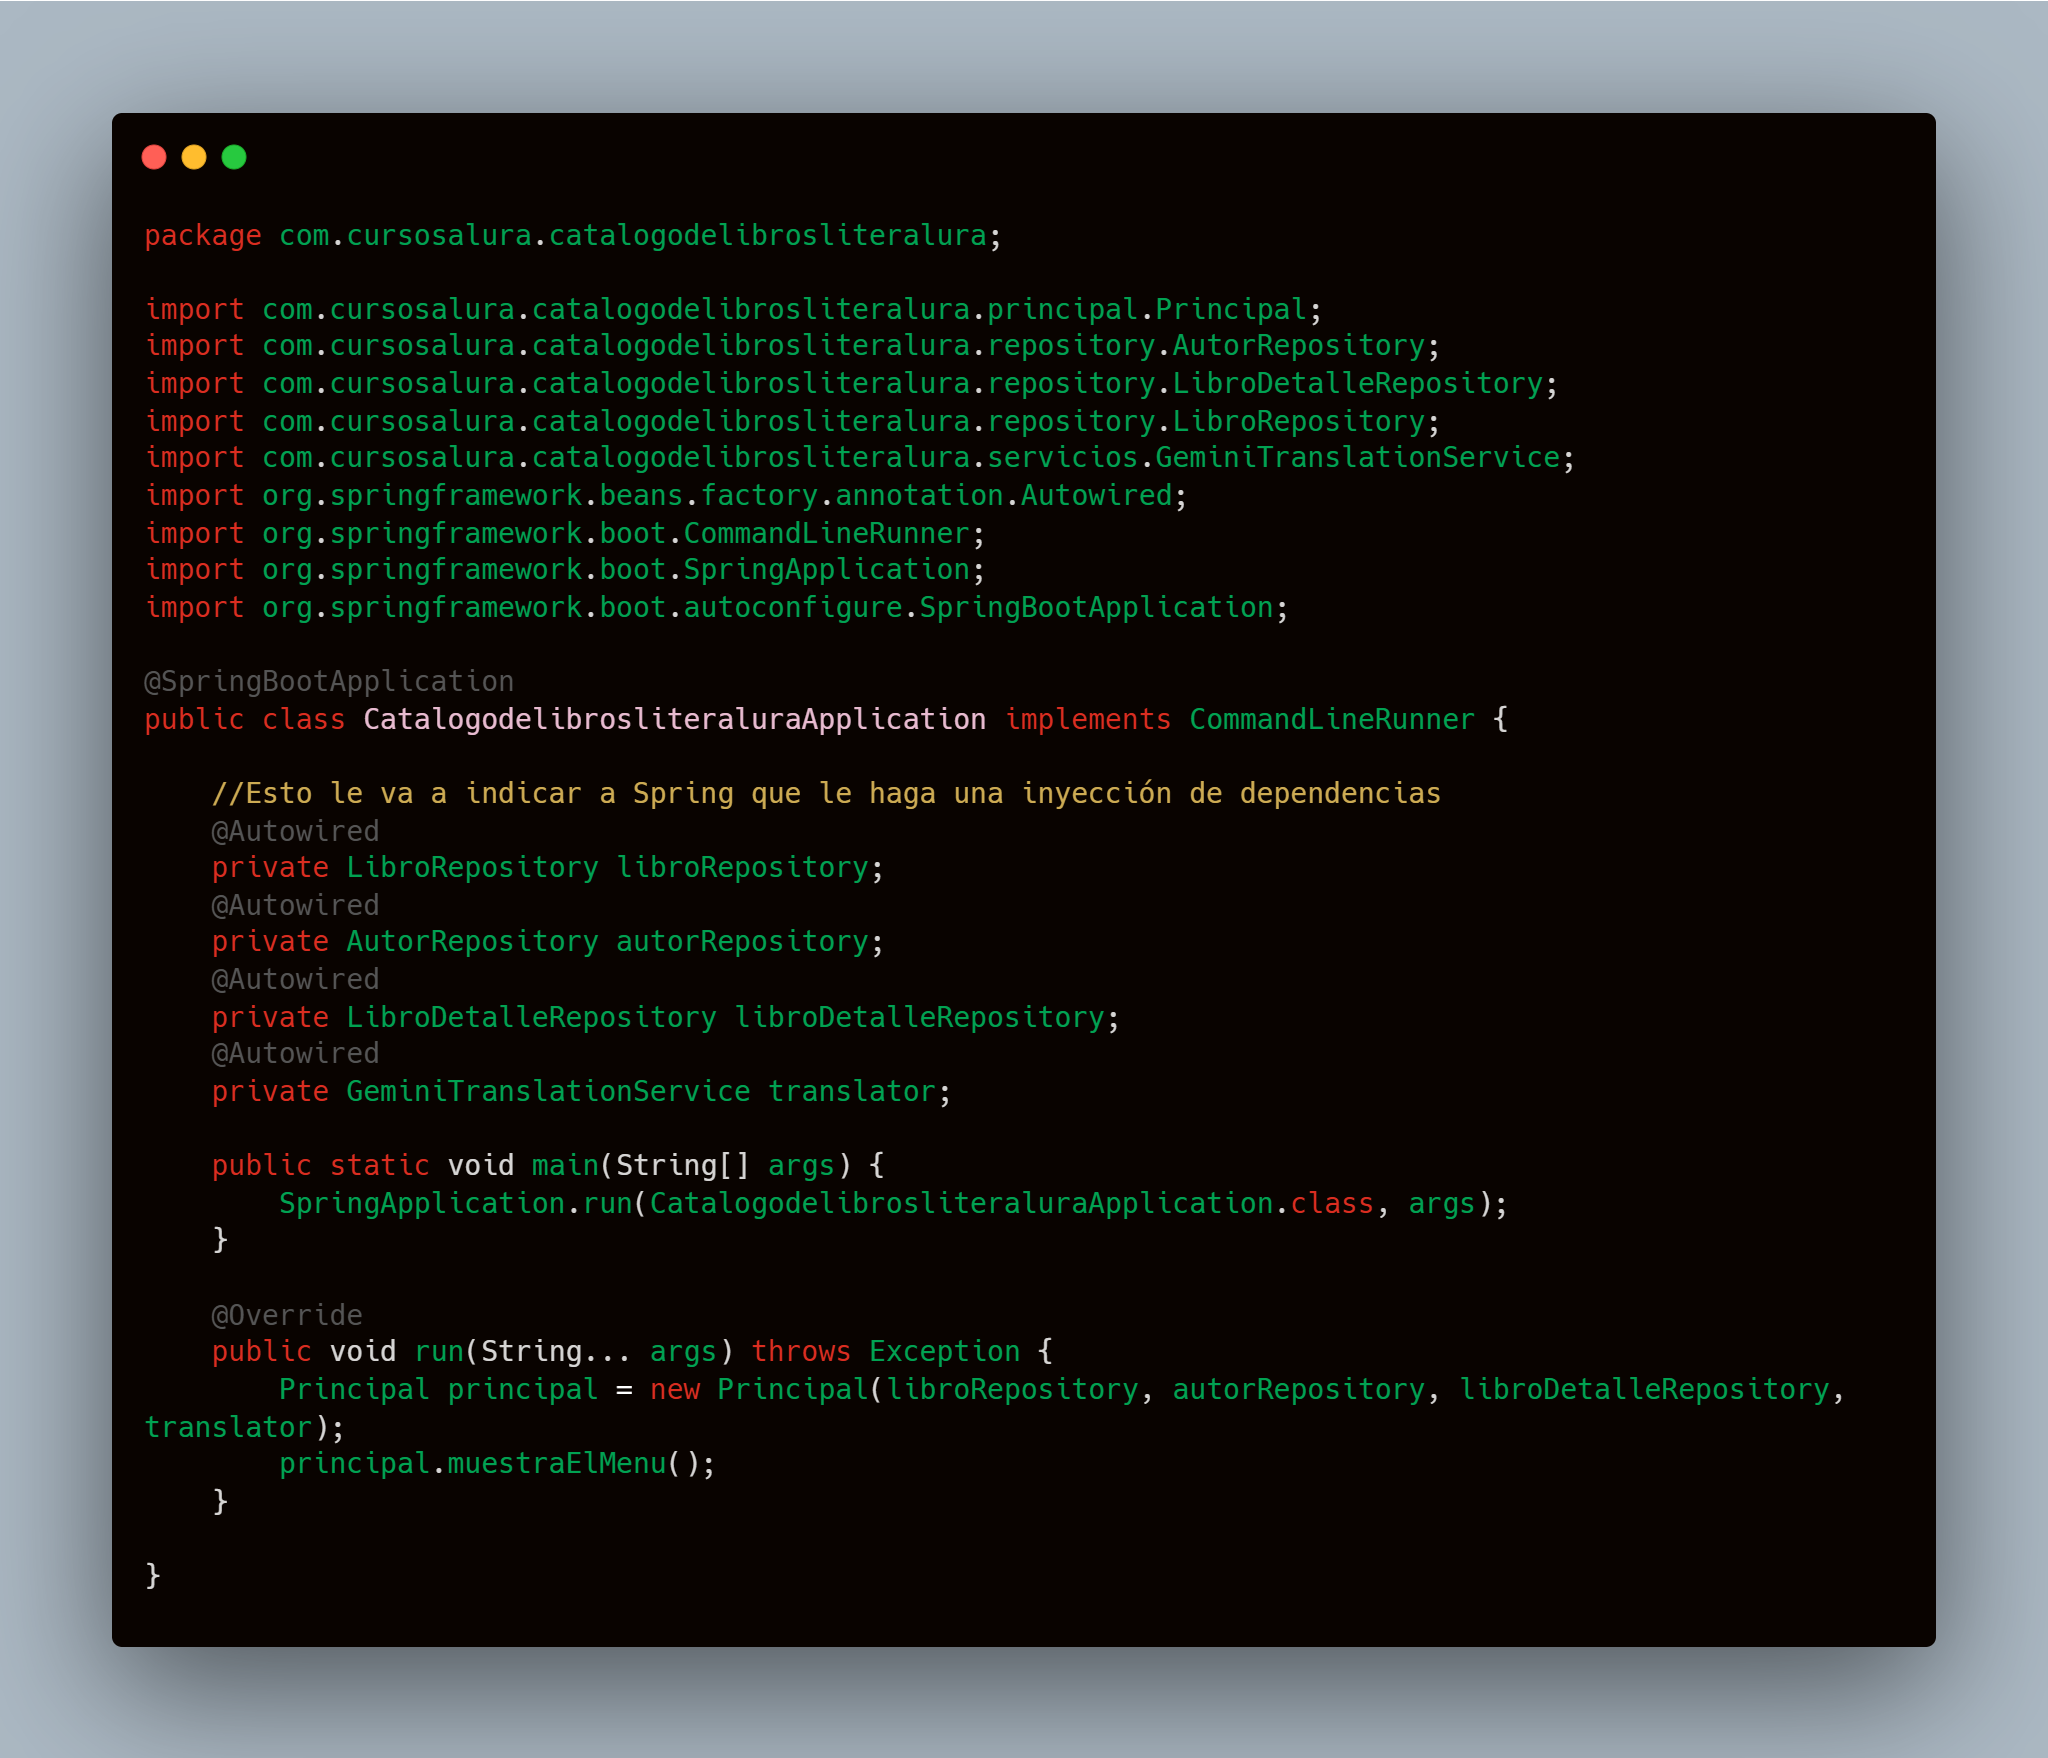 package com.cursosalura.catalogodelibrosliteralura;

import com.cursosalura.catalogodelibrosliteralura.principal.Principal;
import com.cursosalura.catalogodelibrosliteralura.repository.AutorRepository;
import com.cursosalura.catalogodelibrosliteralura.repository.LibroDetalleRepository;
import com.cursosalura.catalogodelibrosliteralura.repository.LibroRepository;
import com.cursosalura.catalogodelibrosliteralura.servicios.GeminiTranslationService;
import org.springframework.beans.factory.annotation.Autowired;
import org.springframework.boot.CommandLineRunner;
import org.springframework.boot.SpringApplication;
import org.springframework.boot.autoconfigure.SpringBootApplication;

@SpringBootApplication
public class CatalogodelibrosliteraluraApplication implements CommandLineRunner {

    //Esto le va a indicar a Spring que le haga una inyección de dependencias
    @Autowired
    private LibroRepository libroRepository;
    @Autowired
    private AutorRepository autorRepository;
    @Autowired
    private LibroDetalleRepository libroDetalleRepository;
    @Autowired
    private GeminiTranslationService translator;

    public static void main(String[] args) {
        SpringApplication.run(CatalogodelibrosliteraluraApplication.class, args);
    }

    @Override
    public void run(String... args) throws Exception {
        Principal principal = new Principal(libroRepository, autorRepository, libroDetalleRepository,
translator);
        principal.muestraElMenu();
    }

}